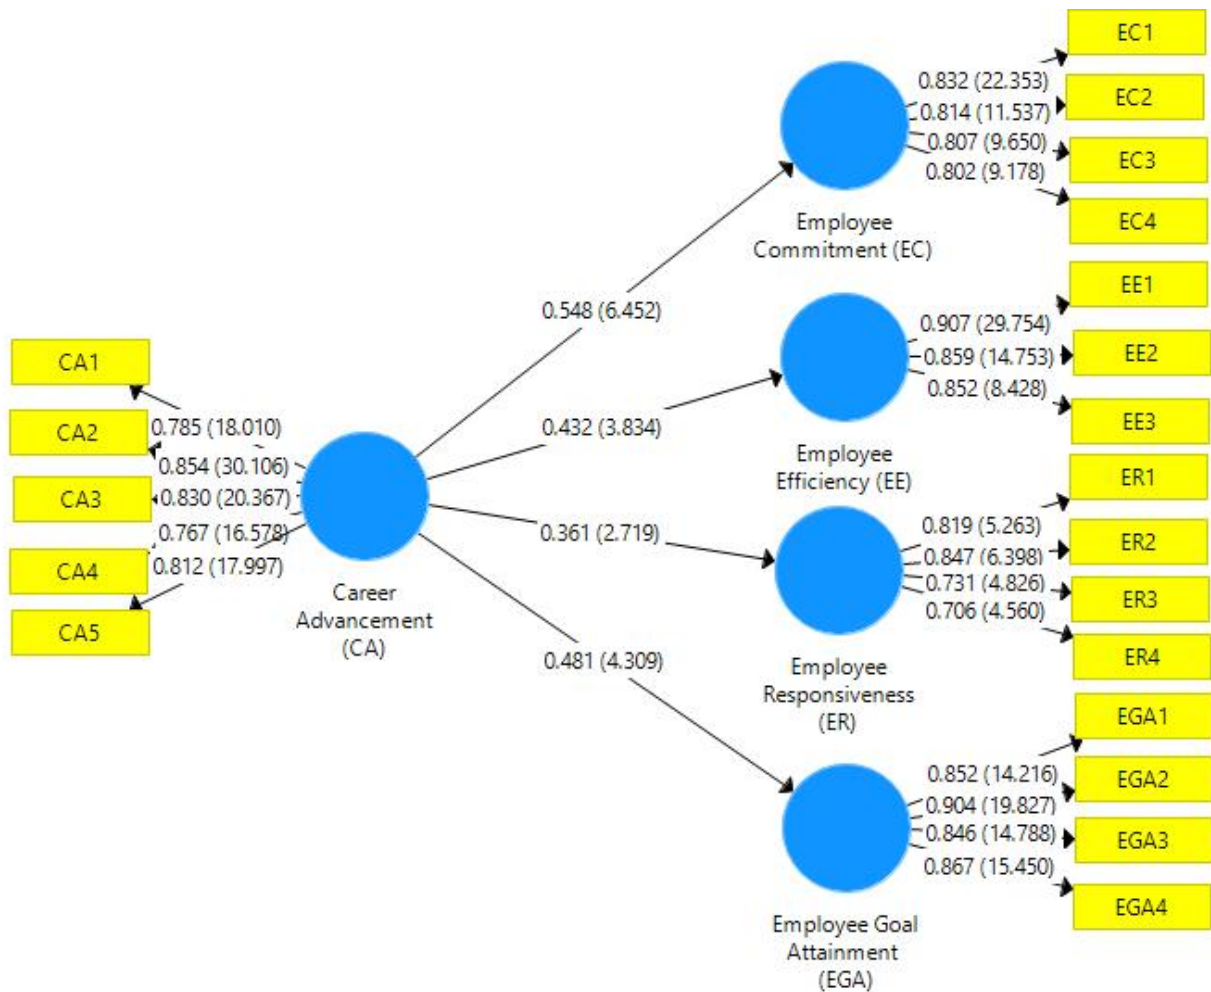 CA1
CA2
CA3
CA4
CA5
0.785 (18.010)
0.854 (30.106)
0.830 (20.367)
0.767 (16.578)
0.812 (17.997)
Career
Advancement
(CA)
0.548 (6.452)
0.432 (3.834)
0.361 (2.719)
0.481 (4.309)
Employee
Commitment (EC)
0.832 (22.353)
0.814 (11.537)
0.807 (9.650)
0.802 (9.178)
EC1
EC2
EC3
EC4
Employee
Efficiency (EE)
0.907 (29.754)
0.859 (14.753)
0.852 (8.428)
EE1
EE2
EE3
Employee
Responsiveness
(ER)
0.819 (5.263)
0.847 (6.398)
0.731 (4.826)
0.706 (4.560)
ER1
ER2
ER3
ER4
Employee Goal
Attainment
(EGA)
0.852 (14.216)
0.904 (19.827)
0.846 (14.788)
0.867 (15.450)
EGA1
EGA2
EGA3
EGA4